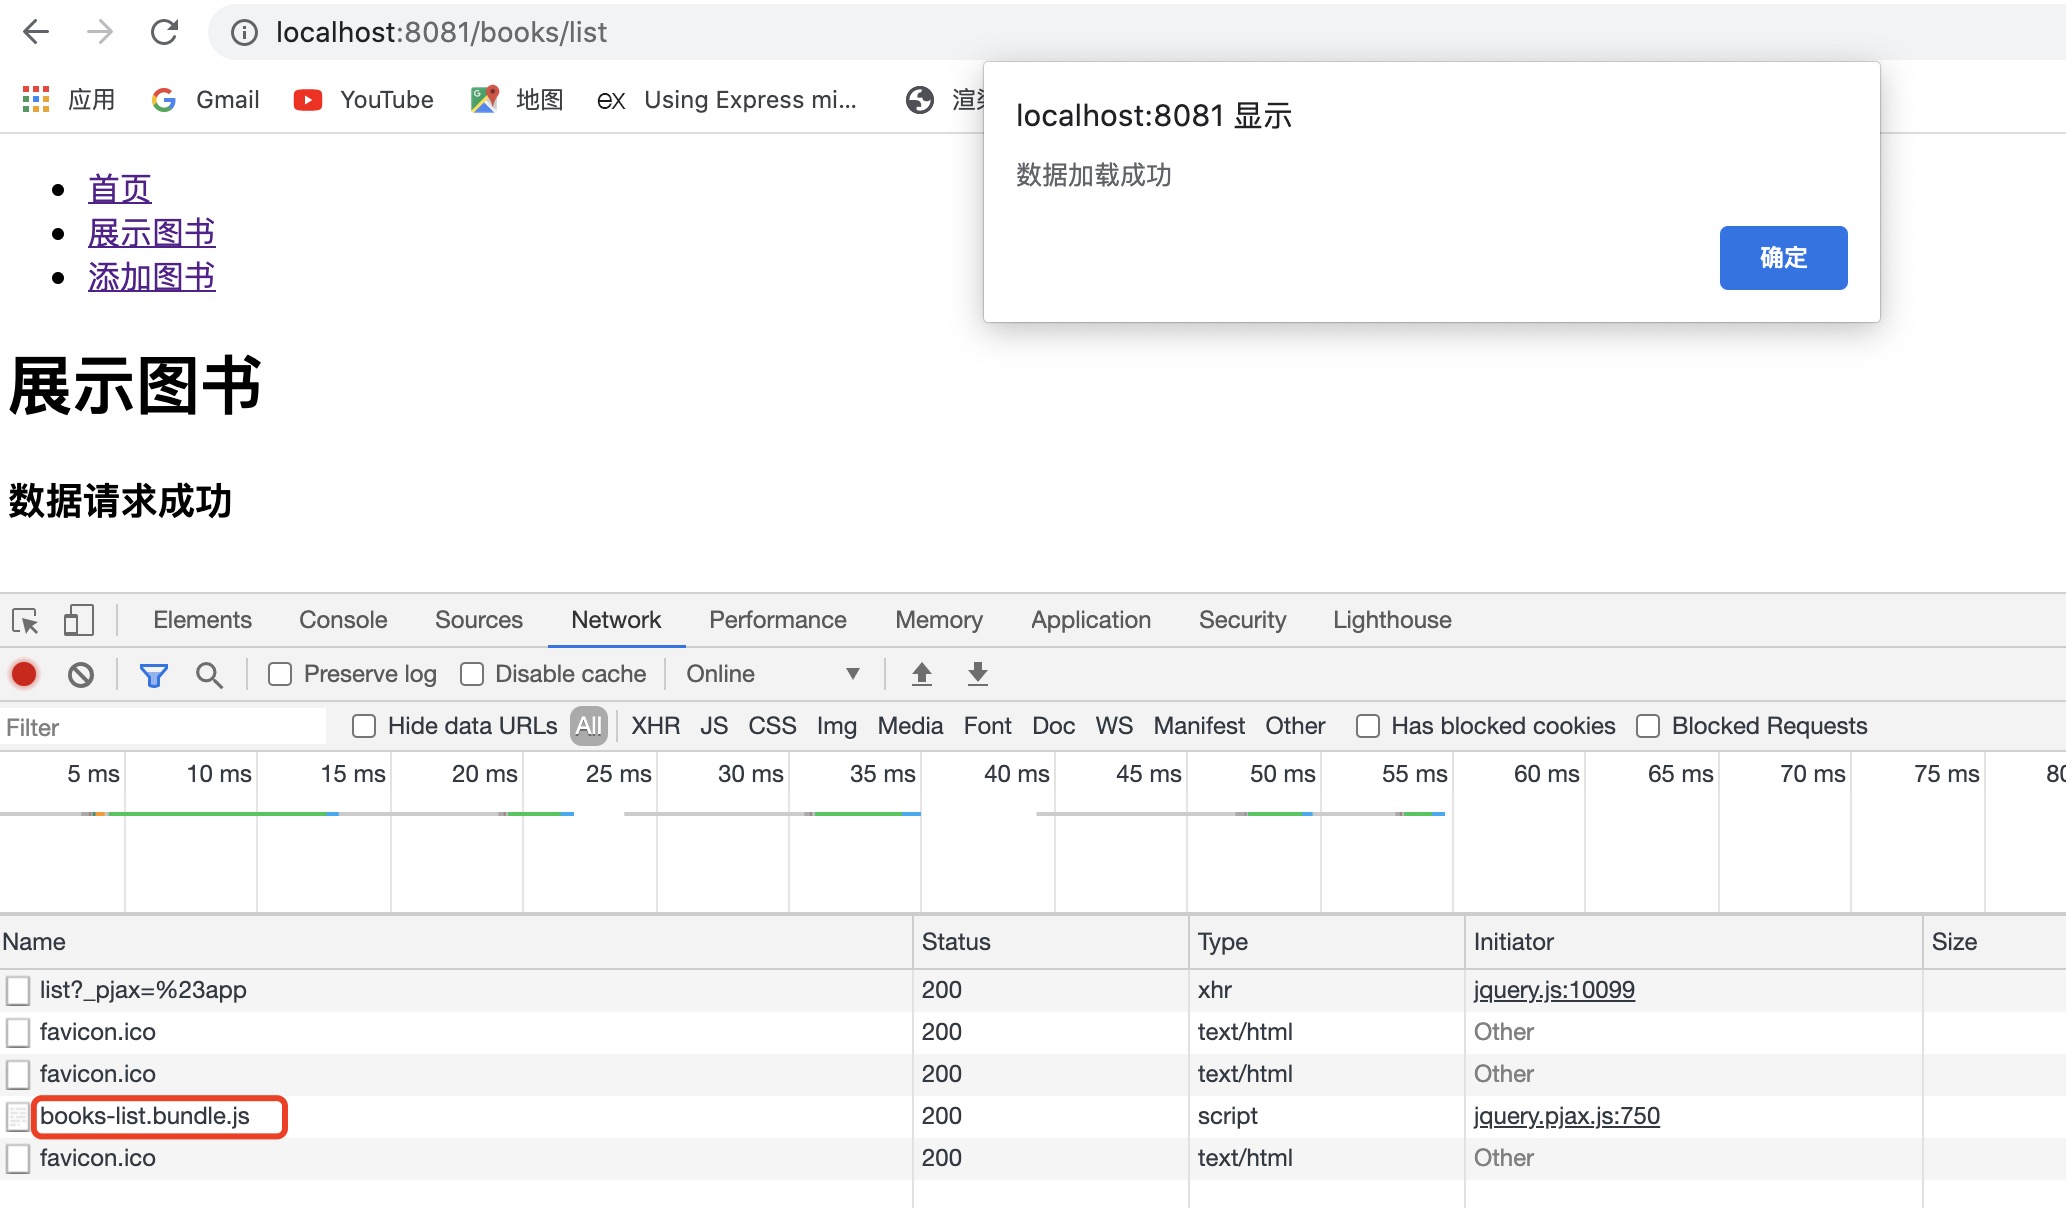 localhost:8081/books/list
应用 Gmail YouTube 地图 ex Using Express mi...
localhost:8081 显示
数据加载成功
确定
首页
展示图书
添加图书
展示图书
数据请求成功
Elements Console Sources Network Performance Memory Application Security Lighthouse
Preserve log Disable cache Online
Filter Hide data URLs All XHR JS CSS Img Media Font Doc WS Manifest Other Has blocked cookies Blocked Requests
5 ms 10 ms 15 ms 20 ms 25 ms 30 ms 35 ms 40 ms 45 ms 50 ms 55 ms 60 ms 65 ms 70 ms 75 ms 80
Name Status Type Initiator Size
list?_pjax=%23app 200 xhr jquery.js:10099
favicon.ico 200 text/html Other
favicon.ico 200 text/html Other
books-list.bundle.js 200 script jquery.pjax.js:750
favicon.ico 200 text/html Other